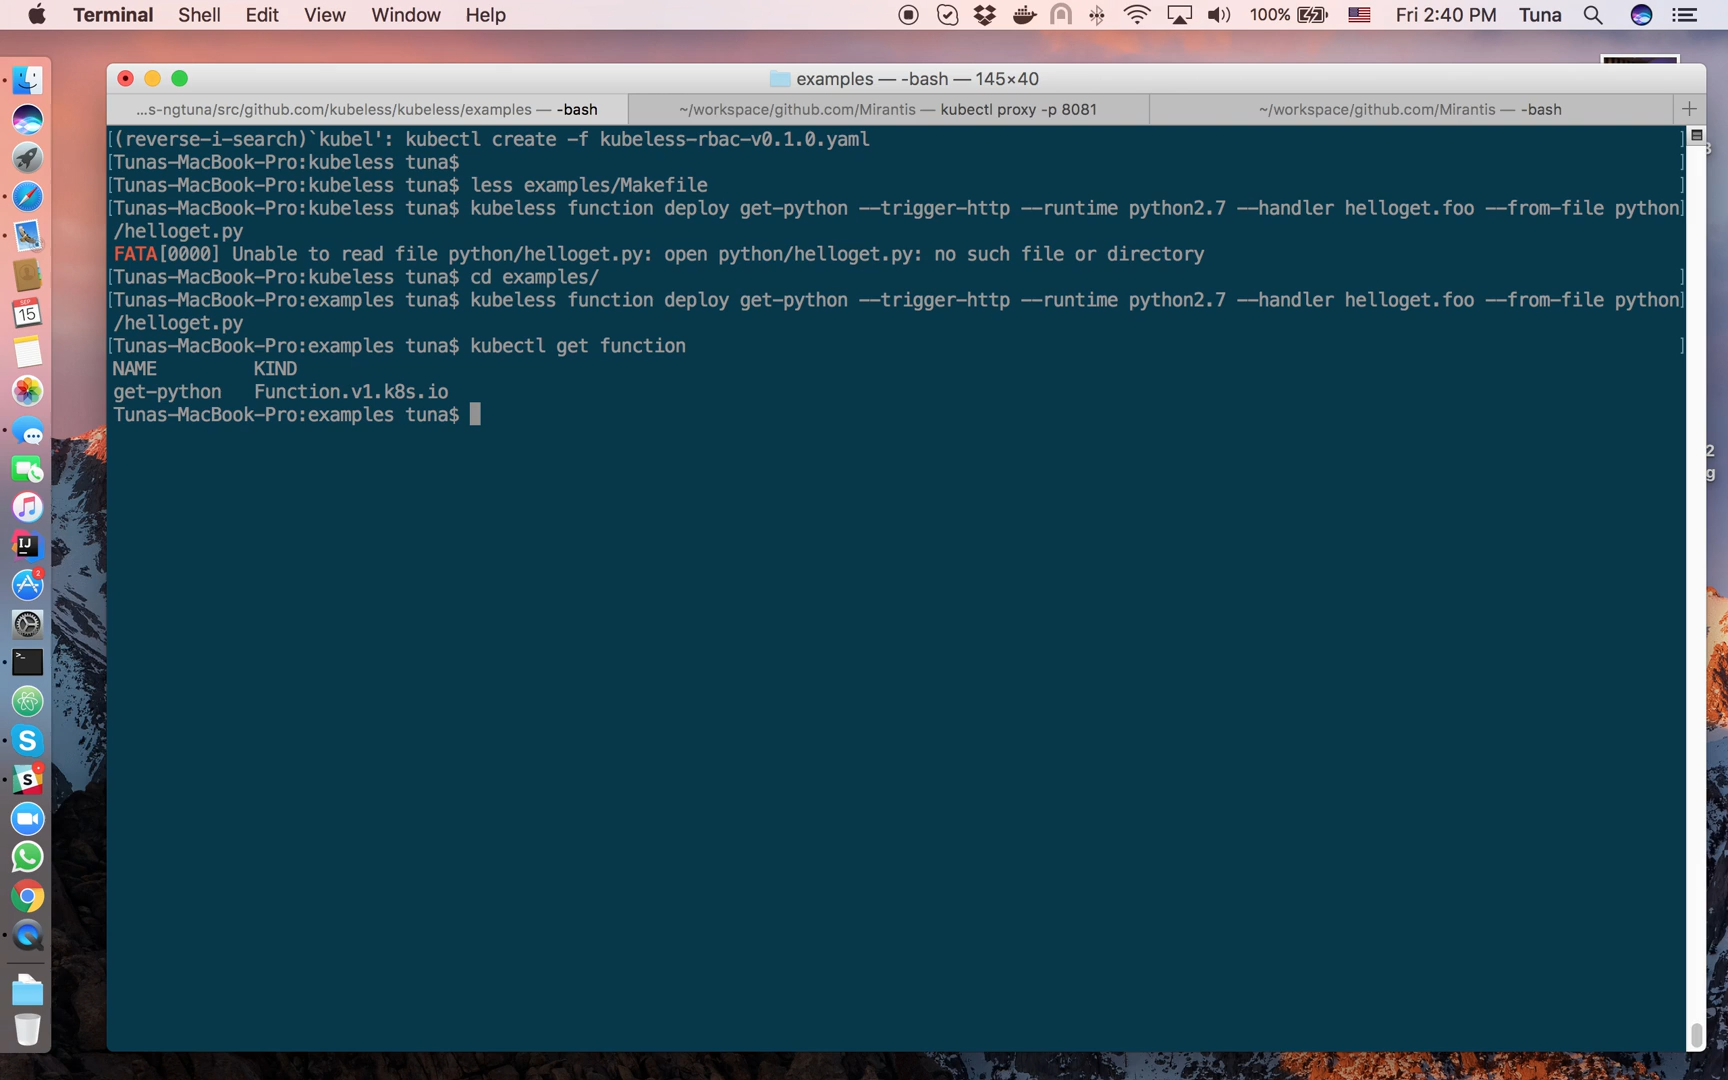 Terminal Shell Edit View Window Help 100% Fri 2:40 PM Tuna
examples — -bash — 145×40
...s-ngtuna/src/github.com/kubeless/kubeless/examples — -bash ~/workspace/github.com/Mirantis — kubectl proxy -p 8081 ~/workspace/github.com/Mirantis — -bash
[(reverse-i-search)`kubel': kubectl create -f kubeless-rbac-v0.1.0.yaml ]
[Tunas-MacBook-Pro:kubeless tuna$ ]
[Tunas-MacBook-Pro:kubeless tuna$ less examples/Makefile ]
[Tunas-MacBook-Pro:kubeless tuna$ kubeless function deploy get-python --trigger-http --runtime python2.7 --handler helloget.foo --from-file python]
/helloget.py
FATA[0000] Unable to read file python/helloget.py: open python/helloget.py: no such file or directory
[Tunas-MacBook-Pro:kubeless tuna$ cd examples/ ]
[Tunas-MacBook-Pro:examples tuna$ kubeless function deploy get-python --trigger-http --runtime python2.7 --handler helloget.foo --from-file python]
/helloget.py
[Tunas-MacBook-Pro:examples tuna$ kubectl get function ]
NAME KIND
get-python Function.v1.k8s.io
Tunas-MacBook-Pro:examples tuna$
SEP
15
IJ
2
>_
S
S
2
g